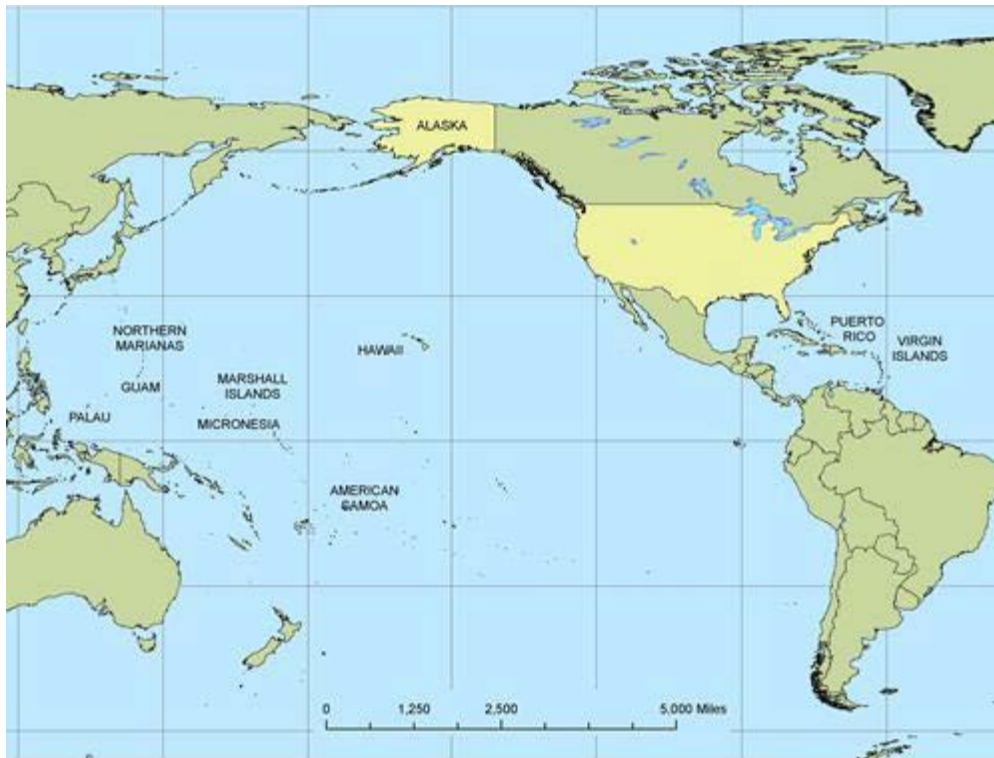 ALASKA
NORTHERN
MARIANAS
HAWAII
PUERTO
RICO
VIRGIN
ISLANDS
GUAM
MARSHALL
ISLANDS
PALAU
MICRONESIA
AMERICAN
SAMOA
0 1,250 2,500 5,000 Miles